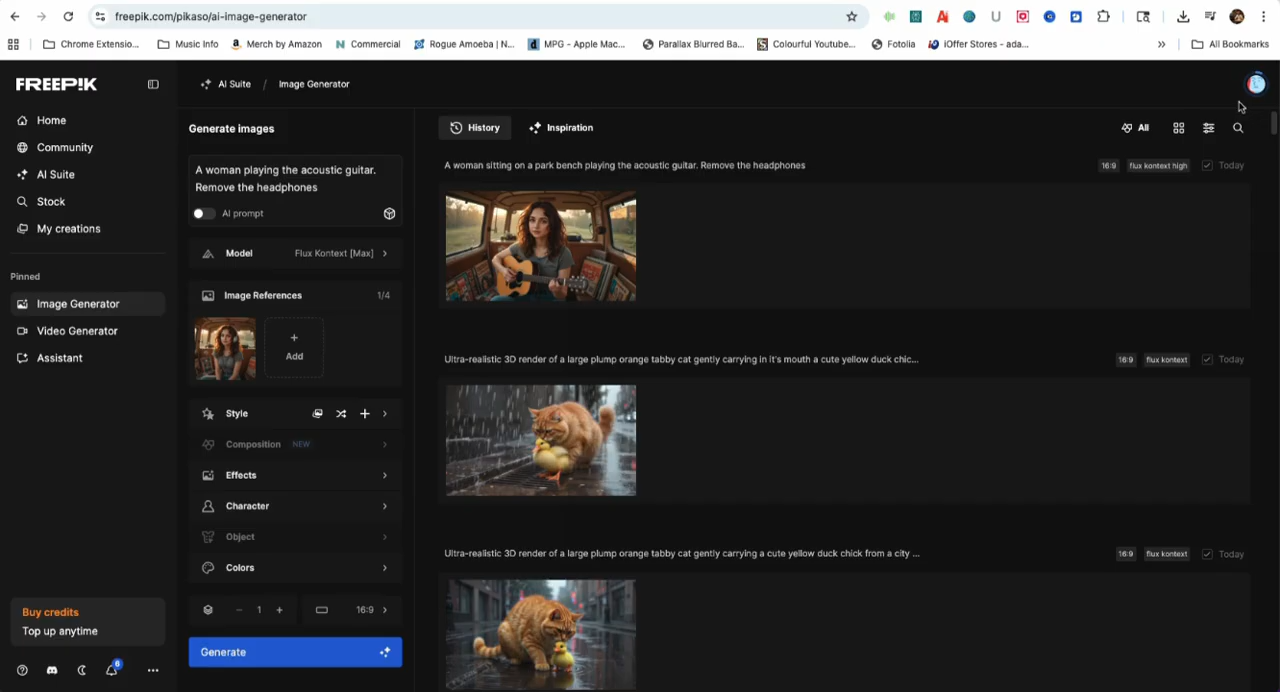 freepik.com/pikaso/ai-image-generator
Chrome Extensio...
Music Info
Merch by Amazon
Commercial
Rogue Amoeba | N...
MPG - Apple Mac...
Parallax Blurred Ba...
Colourful Youtube...
Fotolia
iOffer Stores - ada...
All Bookmarks
FREEPIK
AI Suite / Image Generator
Home
Community
AI Suite
Stock
My creations
Pinned
Image Generator
Video Generator
Assistant
Buy credits
Top up anytime
6
Generate images
A woman playing the acoustic guitar.
Remove the headphones
AI prompt
Model Flux Kontext [Max]
Image References 1/4
Add
Style
Composition NEW
Effects
Character
Object
Colors
1 16:9
Generate
History Inspiration All
A woman sitting on a park bench playing the acoustic guitar. Remove the headphones 16:9 flux kontext high Today
Ultra-realistic 3D render of a large plump orange tabby cat gently carrying in it's mouth a cute yellow duck chic... 16:9 flux kontext Today
Ultra-realistic 3D render of a large plump orange tabby cat gently carrying a cute yellow duck chick from a city ... 16:9 flux kontext Today